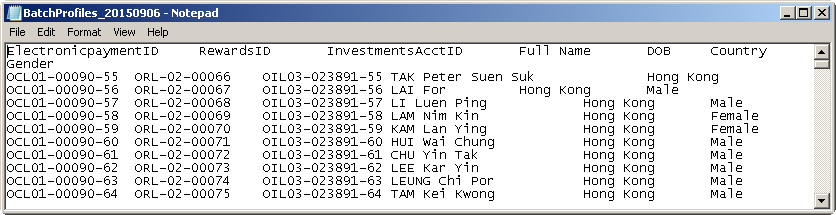 BatchProfiles_20150906 - Notepad
File Edit Format View Help
ElectronicpaymentID RewardsID InvestmentsAcctID Full Name DOB Country
Gender
OCL01-00090-55 ORL-02-00066 OIL03-023891-55 TAK Peter Suen Suk Hong Kong
OCL01-00090-56 ORL-02-00067 OIL03-023891-56 LAI For Hong Kong Male
OCL01-00090-57 ORL-02-00068 OIL03-023891-57 LI Luen Ping Hong Kong Male
OCL01-00090-58 ORL-02-00069 OIL03-023891-58 LAM Nim Kin Hong Kong Female
OCL01-00090-59 ORL-02-00070 OIL03-023891-59 KAM Lan Ying Hong Kong Female
OCL01-00090-60 ORL-02-00071 OIL03-023891-60 HUI Wai Chung Hong Kong Male
OCL01-00090-61 ORL-02-00072 OIL03-023891-61 CHU Yin Tak Hong Kong Male
OCL01-00090-62 ORL-02-00073 OIL03-023891-62 LEE Kar Yin Hong Kong Male
OCL01-00090-63 ORL-02-00074 OIL03-023891-63 LEUNG Chi Por Hong Kong Male
OCL01-00090-64 ORL-02-00075 OIL03-023891-64 TAM Kei Kwong Hong Kong Male